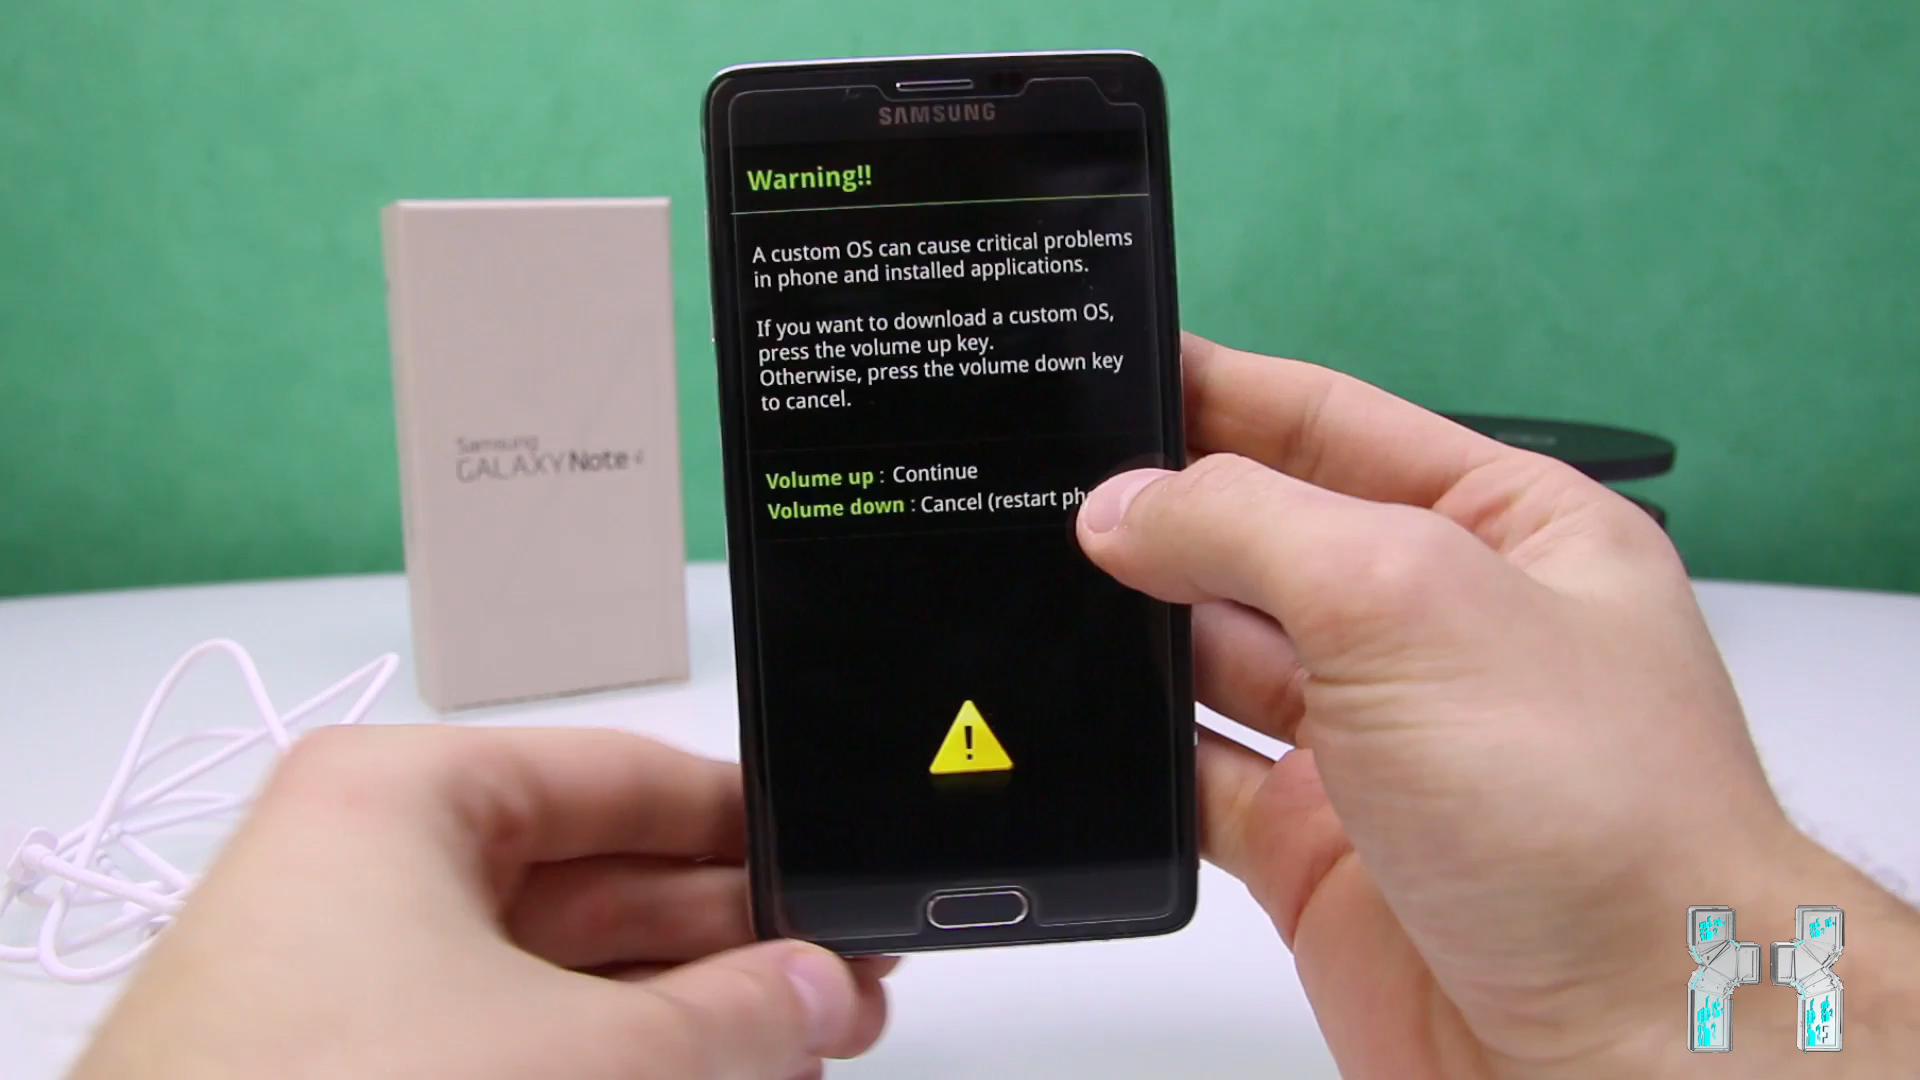 SAMSUNG
Warning!!
A custom OS can cause critical problems
in phone and installed applications.
If you want to download a custom OS,
press the volume up key.
Otherwise, press the volume down key
to cancel.
Volume up : Continue
Volume down : Cancel (restart
Samsung
GALAXY Note 4